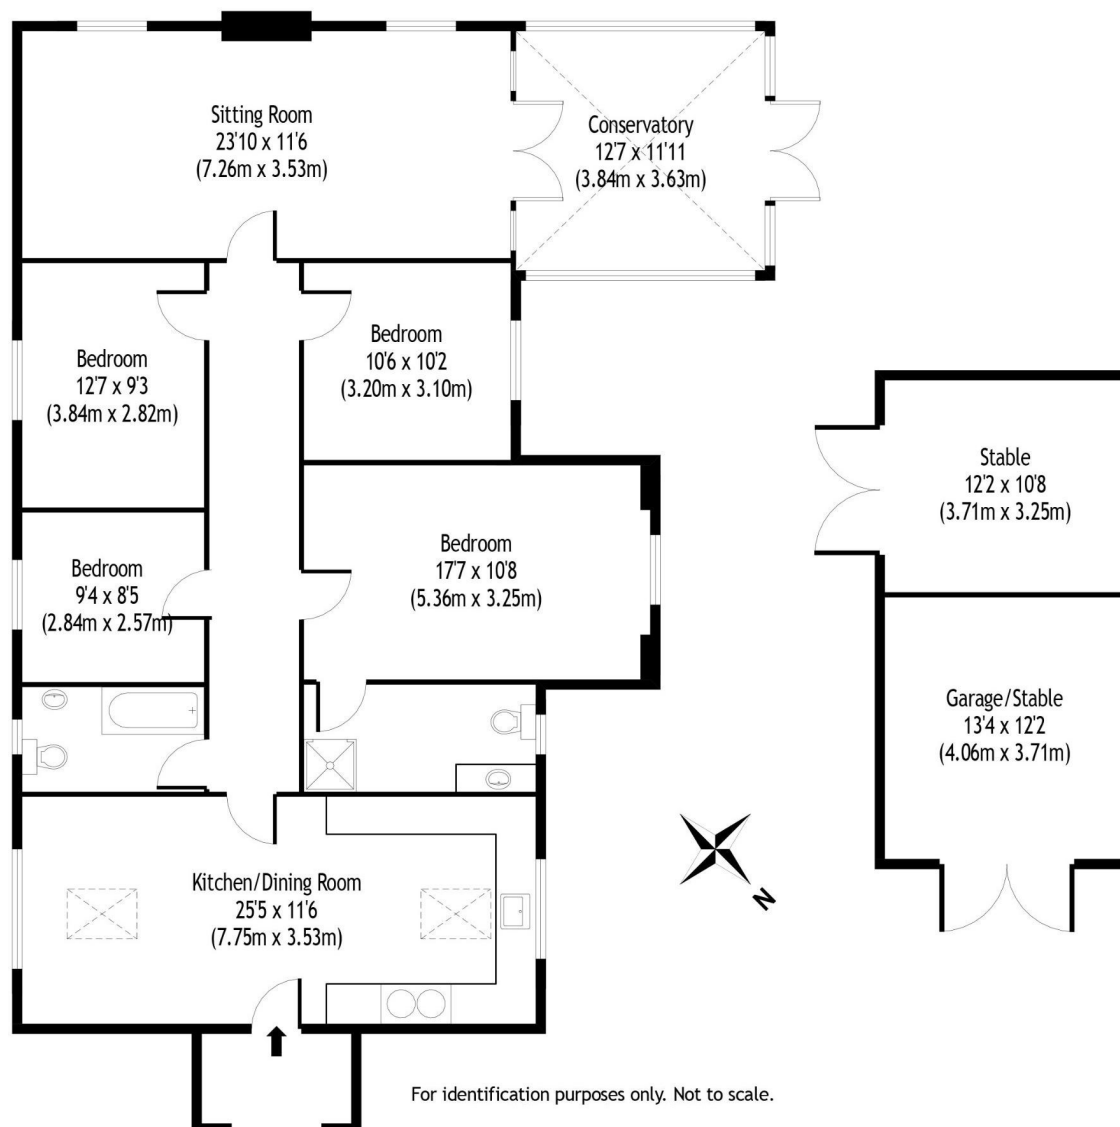 Sitting Room
23'10 x 11'6
(7.26m x 3.53m)
Conservatory
12'7 x 11'11
(3.84m x 3.63m)
Bedroom
12'7 x 9'3
(3.84m x 2.82m)
Bedroom
10'6 x 10'2
(3.20m x 3.10m)
Bedroom
9'4 x 8'5
(2.84m x 2.57m)
Bedroom
17'7 x 10'8
(5.36m x 3.25m)
Stable
12'2 x 10'8
(3.71m x 3.25m)
Garage/Stable
13'4 x 12'2
(4.06m x 3.71m)
Kitchen/Dining Room
25'5 x 11'6
(7.75m x 3.53m)
N
For identification purposes only. Not to scale.